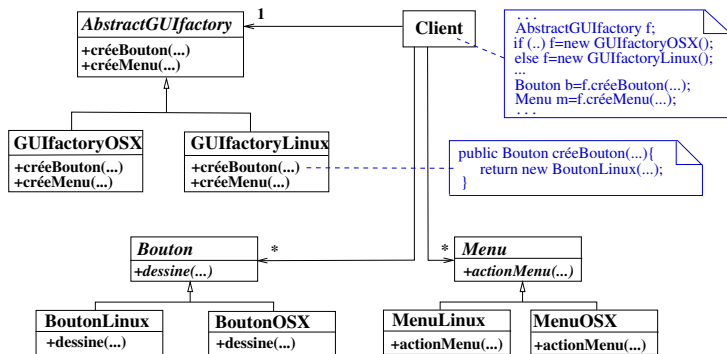 AbstractGUIfactory
+créeBouton(...)
+créeMenu(...)
1
Client
. . .
AbstractGUIfactory f;
if (..) f=new GUIfactoryOSX();
else f=new GUIfactoryLinux();
...
Bouton b=f.créeBouton(...);
Menu m=f.créeMenu(...);
. . .
GUIfactoryOSX
+créeBouton(...)
+créeMenu(...)
GUIfactoryLinux
+créeBouton(...)
+créeMenu(...)
public Bouton créeBouton(...){
return new BoutonLinux(...);
}
Bouton
+dessine(...)
*
*
Menu
+actionMenu(...)
BoutonLinux
+dessine(...)
BoutonOSX
+dessine(...)
MenuLinux
+actionMenu(...)
MenuOSX
+actionMenu(...)